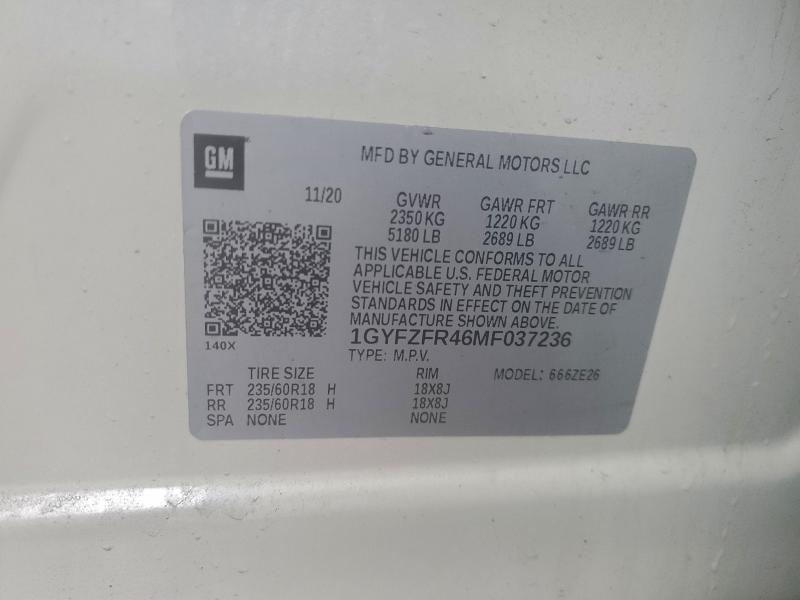 GM
MFD BY GENERAL MOTORS LLC
11/20
GVWR GAWR FRT GAWR RR
2350 KG 1220 KG 1220 KG
5180 LB 2689 LB 2689 LB
THIS VEHICLE CONFORMS TO ALL
APPLICABLE U.S. FEDERAL MOTOR
VEHICLE SAFETY AND THEFT PREVENTION
STANDARDS IN EFFECT ON THE DATE OF
MANUFACTURE SHOWN ABOVE.
140X
1GYFZFR46MF037236
TYPE: M.P.V.
TIRE SIZE RIM MODEL: 666ZE26
FRT 235/60R18 H 18X8J
RR 235/60R18 H 18X8J
SPA NONE NONE